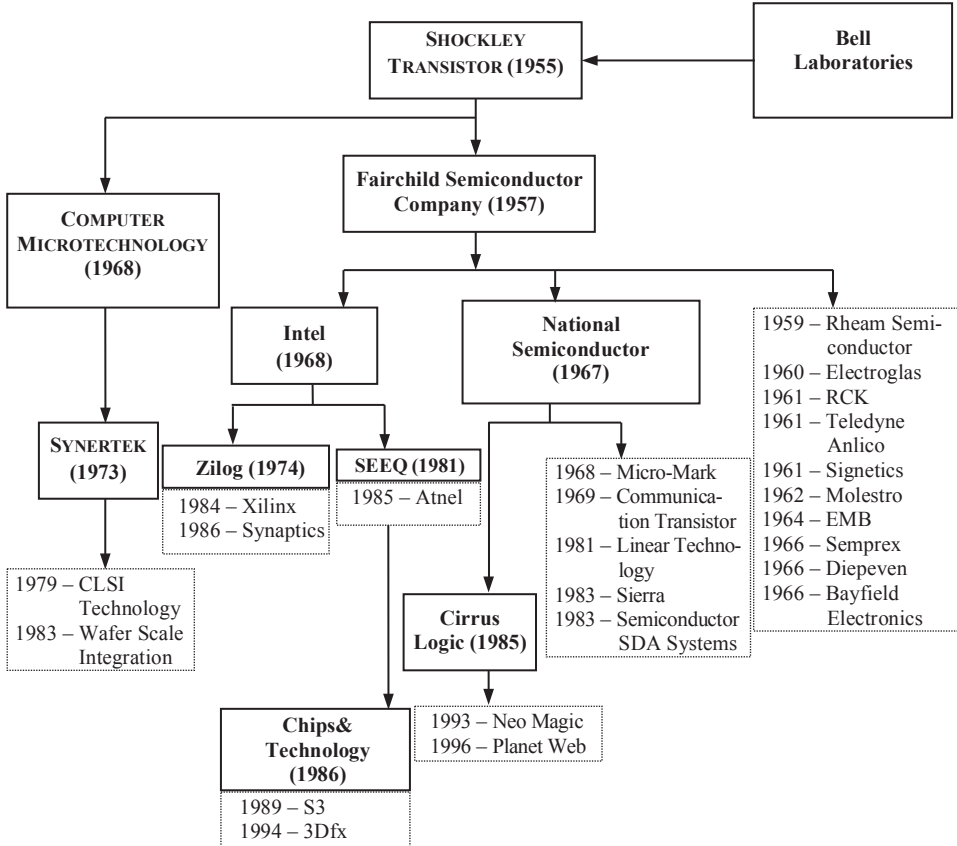 SHOCKLEY
TRANSISTOR (1955)
Bell
Laboratories
Fairchild Semiconductor
Company (1957)
COMPUTER
MICROTECHNOLOGY
(1968)
Intel
(1968)
National
Semiconductor
(1967)
1959 – Rheam Semi-
conductor
1960 – Electroglas
1961 – RCK
1961 – Teledyne
Anlico
1961 – Signetics
1962 – Molestro
1964 – EMB
1966 – Semprex
1966 – Diepeven
1966 – Bayfield
Electronics
SYNERTEK
(1973)
Zilog (1974)
1984 – Xilinx
1986 – Synaptics
SEEQ (1981)
1985 – Atnel
1968 – Micro-Mark
1969 – Communica-
tion Transistor
1981 – Linear Techno-
logy
1983 – Sierra
1983 – Semiconductor
SDA Systems
1979 – CLSI
Technology
1983 – Wafer Scale
Integration
Cirrus
Logic (1985)
1993 – Neo Magic
1996 – Planet Web
Chips&
Technology
(1986)
1989 – S3
1994 – 3Dfx